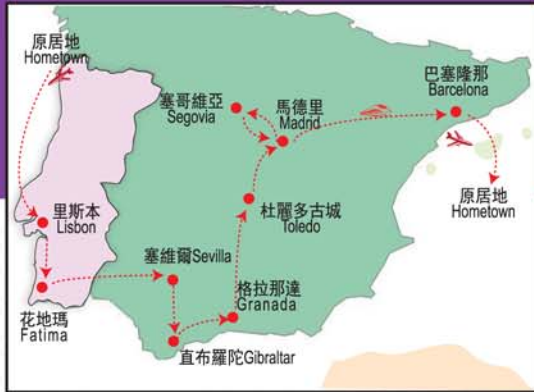 原居地
Hometown
塞哥維亞
Segovia
馬德里
Madrid
巴塞隆那
Barcelona
原居地
Hometown
里斯本
Lisbon
杜麗多古城
Toledo
塞維爾Sevilla
格拉那達
Granada
花地瑪
Fatima
直布羅陀Gibraltar